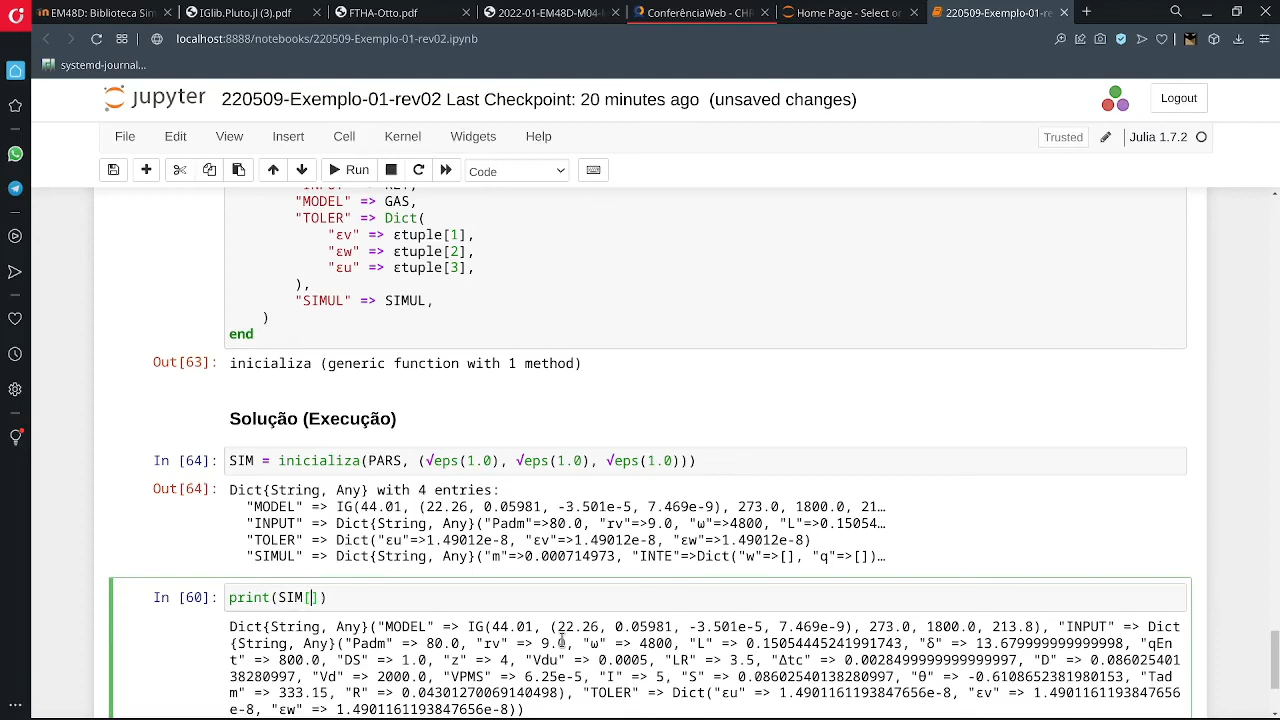 EM48D: Biblioteca Sim
IGlib.Pluto.jl (3).pdf
FTHA-Otto.pdf
2022-01-EM48D-M04-
ConferênciaWeb - CHR
Home Page - Select or
220509-Exemplo-01-re
localhost:8888/notebooks/220509-Exemplo-01-rev02.ipynb
systemd-journal...
jupyter 220509-Exemplo-01-rev02 Last Checkpoint: 20 minutes ago (unsaved changes)
Logout
File Edit View Insert Cell Kernel Widgets Help
Trusted
Julia 1.7.2
Run
Code
"MODEL" => GAS,
"TOLER" => Dict(
"εv" => εtuple[1],
"εw" => εtuple[2],
"εu" => εtuple[3],
),
"SIMUL" => SIMUL,
)
end
Out[63]: inicializa (generic function with 1 method)
Solução (Execução)
In [64]: SIM = inicializa(PARS, (√eps(1.0), √eps(1.0), √eps(1.0)))
Out[64]: Dict{String, Any} with 4 entries:
"MODEL" => IG(44.01, (22.26, 0.05981, -3.501e-5, 7.469e-9), 273.0, 1800.0, 21…
"INPUT" => Dict{String, Any}("Padm"=>80.0, "rv"=>9.0, "ω"=>4800, "L"=>0.15054…
"TOLER" => Dict("εu"=>1.49012e-8, "εv"=>1.49012e-8, "εw"=>1.49012e-8)
"SIMUL" => Dict{String, Any}("m"=>0.000714973, "INTE"=>Dict("w"=>[], "q"=>[])…
In [60]: print(SIM[])
Dict{String, Any}("MODEL" => IG(44.01, (22.26, 0.05981, -3.501e-5, 7.469e-9), 273.0, 1800.0, 213.8), "INPUT" => Dict
{String, Any}("Padm" => 80.0, "rv" => 9.0, "ω" => 4800, "L" => 0.15054445241991743, "δ" => 13.679999999999998, "qEn
t" => 800.0, "DS" => 1.0, "z" => 4, "Vdu" => 0.0005, "LR" => 3.5, "Δtc" => 0.0028499999999999997, "D" => 0.086025401
38280997, "Vd" => 2000.0, "VPMS" => 6.25e-5, "I" => 5, "S" => 0.08602540138280997, "θ" => -0.6108652381980153, "Tad
m" => 333.15, "R" => 0.04301270069140498), "TOLER" => Dict("εu" => 1.4901161193847656e-8, "εv" => 1.4901161193847
656e-8, "εw" => 1.4901161193847656e-8))